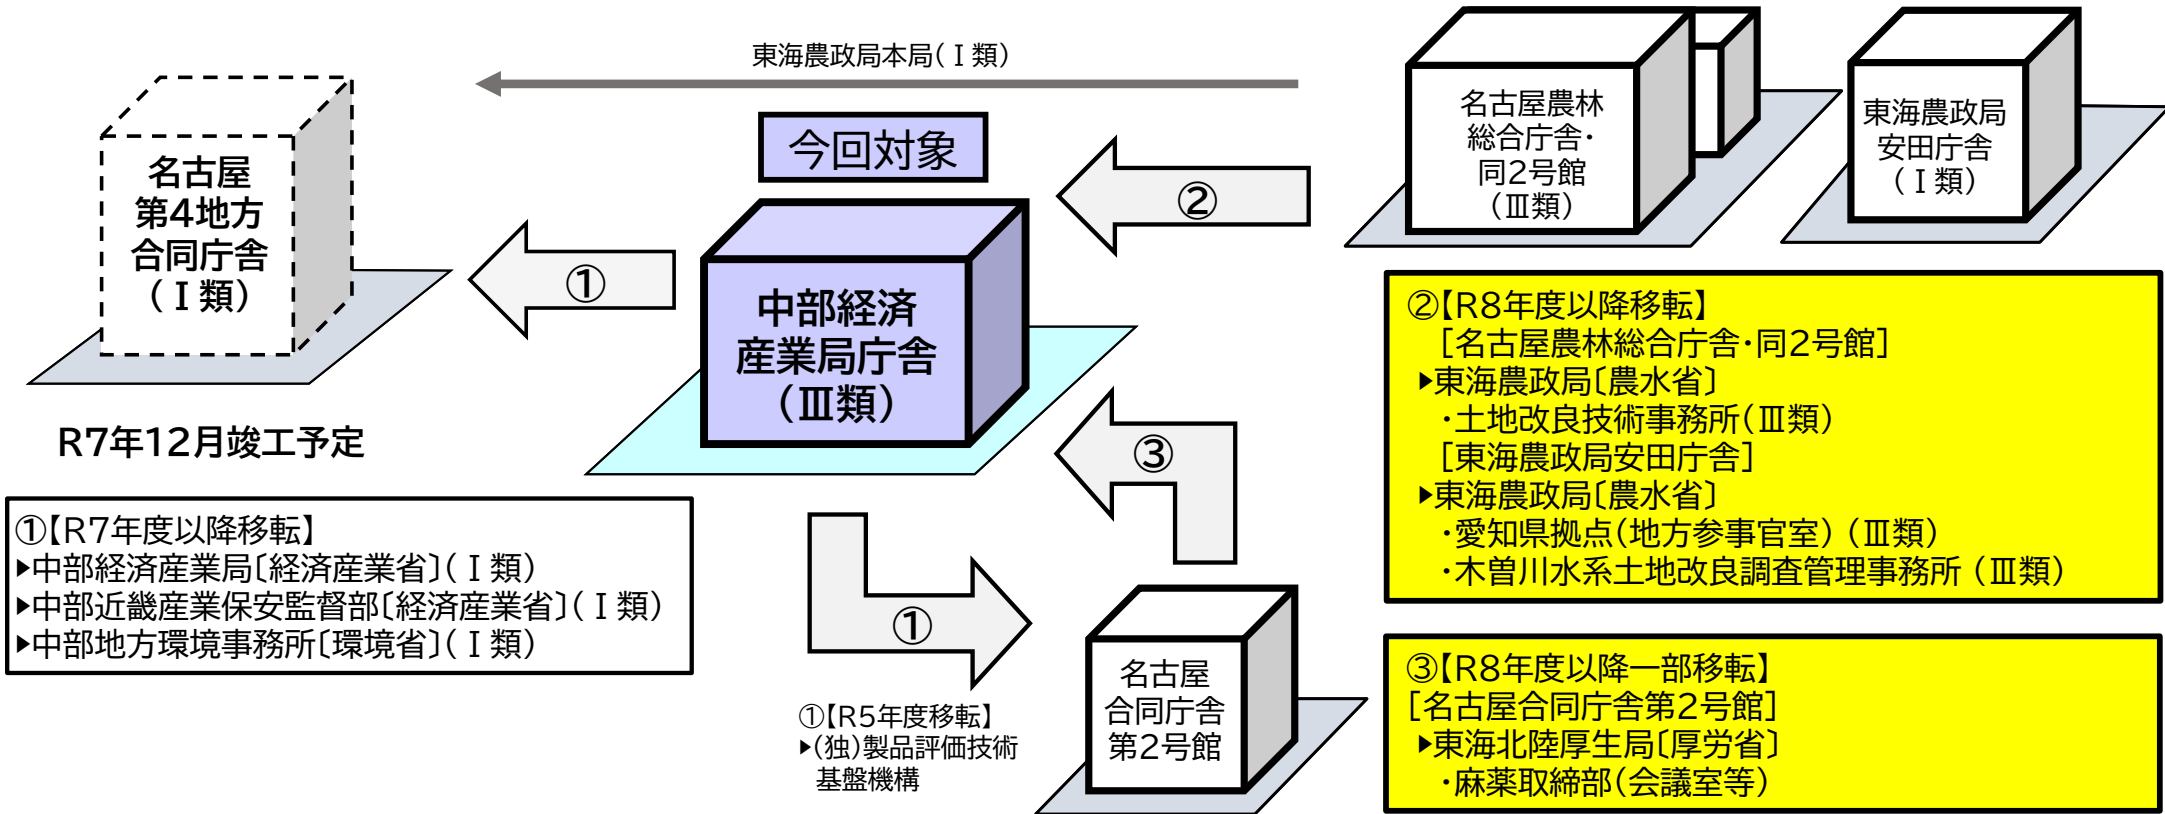 東海農政局本局(Ⅰ類)
今回対象
名古屋
第4地方
合同庁舎
(Ⅰ類)
R7年12月竣工予定
①
②
名古屋農林
総合庁舎・
同2号館
(Ⅲ類)
東海農政局
安田庁舎
(Ⅰ類)
中部経済
産業局庁舎
(Ⅲ類)
③
①
①【R7年度以降移転】
▶中部経済産業局〔経済産業省〕(Ⅰ類)
▶中部近畿産業保安監督部〔経済産業省〕(Ⅰ類)
▶中部地方環境事務所〔環境省〕(Ⅰ類)
①【R5年度移転】
▶(独)製品評価技術
基盤機構
名古屋
合同庁舎
第2号館
②【R8年度以降移転】
[名古屋農林総合庁舎・同2号館]
▶東海農政局〔農水省〕
・土地改良技術事務所(Ⅲ類)
[東海農政局安田庁舎]
▶東海農政局〔農水省〕
・愛知県拠点(地方参事官室) (Ⅲ類)
・木曽川水系土地改良調査管理事務所 (Ⅲ類)
③【R8年度以降一部移転】
[名古屋合同庁舎第2号館]
▶東海北陸厚生局〔厚労省〕
・麻薬取締部(会議室等)